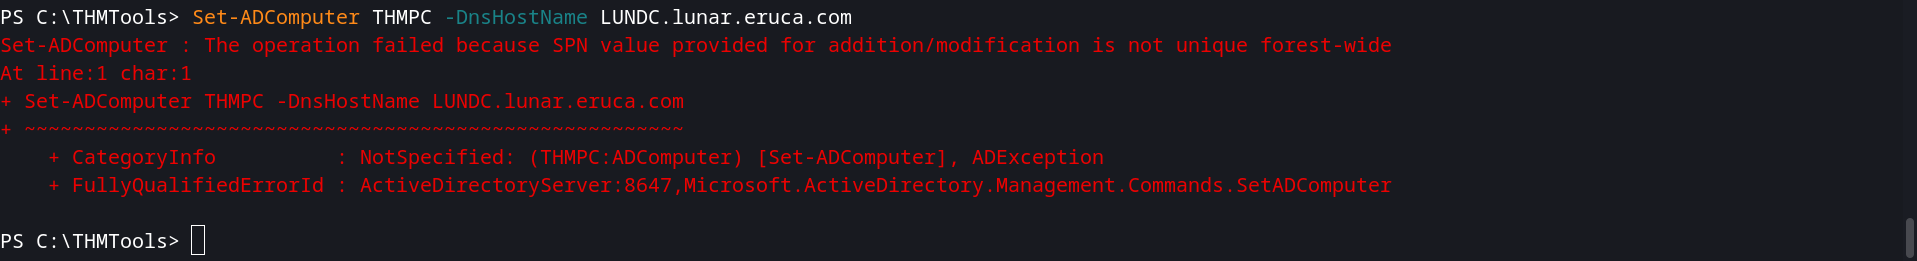 PS C:\THMTools> Set-ADComputer THMPC -DnsHostName LUNDC.lunar.eruca.com
Set-ADComputer : The operation failed because SPN value provided for addition/modification is not unique forest-wide
At line:1 char:1
+ Set-ADComputer THMPC -DnsHostName LUNDC.lunar.eruca.com
+ ~~~~~~~~~~~~~~~~~~~~~~~~~~~~~~~~~~~~~~~~~~~~~~~~~~~~~~~
    + CategoryInfo          : NotSpecified: (THMPC:ADComputer) [Set-ADComputer], ADException
    + FullyQualifiedErrorId : ActiveDirectoryServer:8647,Microsoft.ActiveDirectory.Management.Commands.SetADComputer
PS C:\THMTools>